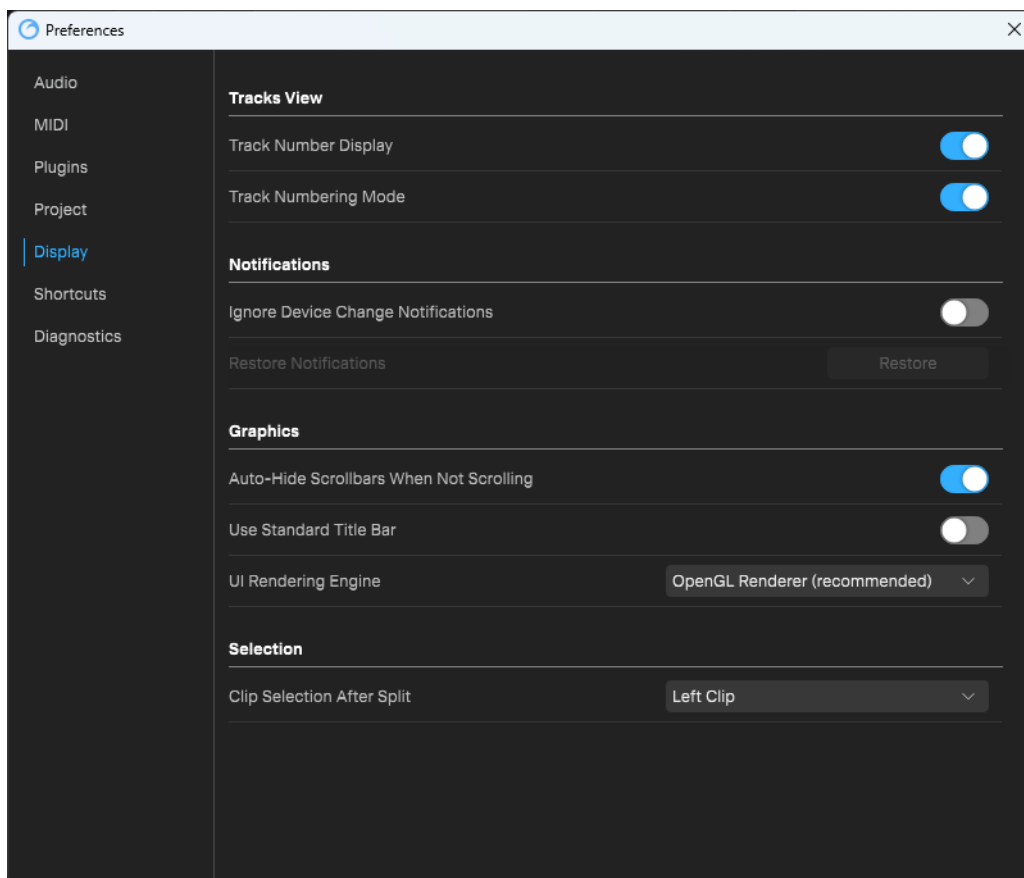 Preferences
Audio
MIDI
Plugins
Project
Display
Shortcuts
Diagnostics
Tracks View
Track Number Display
Track Numbering Mode
Notifications
Ignore Device Change Notifications
Restore Notifications Restore
Graphics
Auto-Hide Scrollbars When Not Scrolling
Use Standard Title Bar
UI Rendering Engine OpenGL Renderer (recommended)
Selection
Clip Selection After Split Left Clip